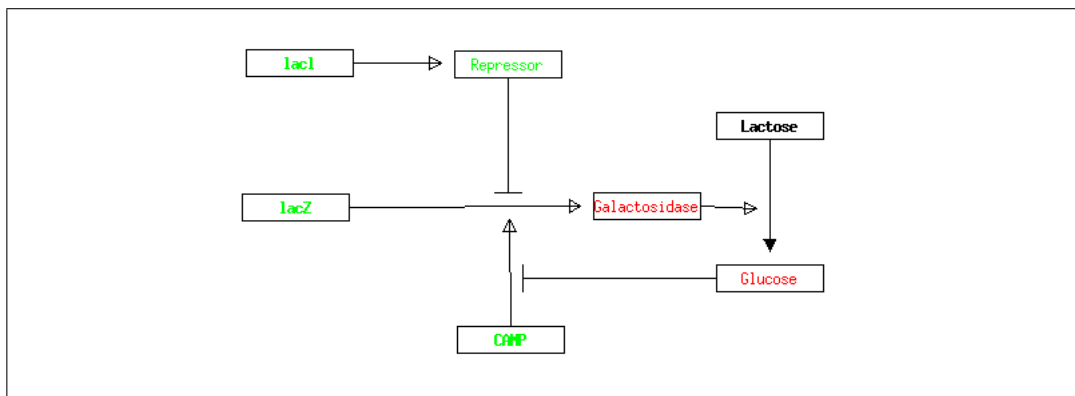 lacI
Repressor
Lactose
lacZ
Galactosidase
Glucose
CAMP